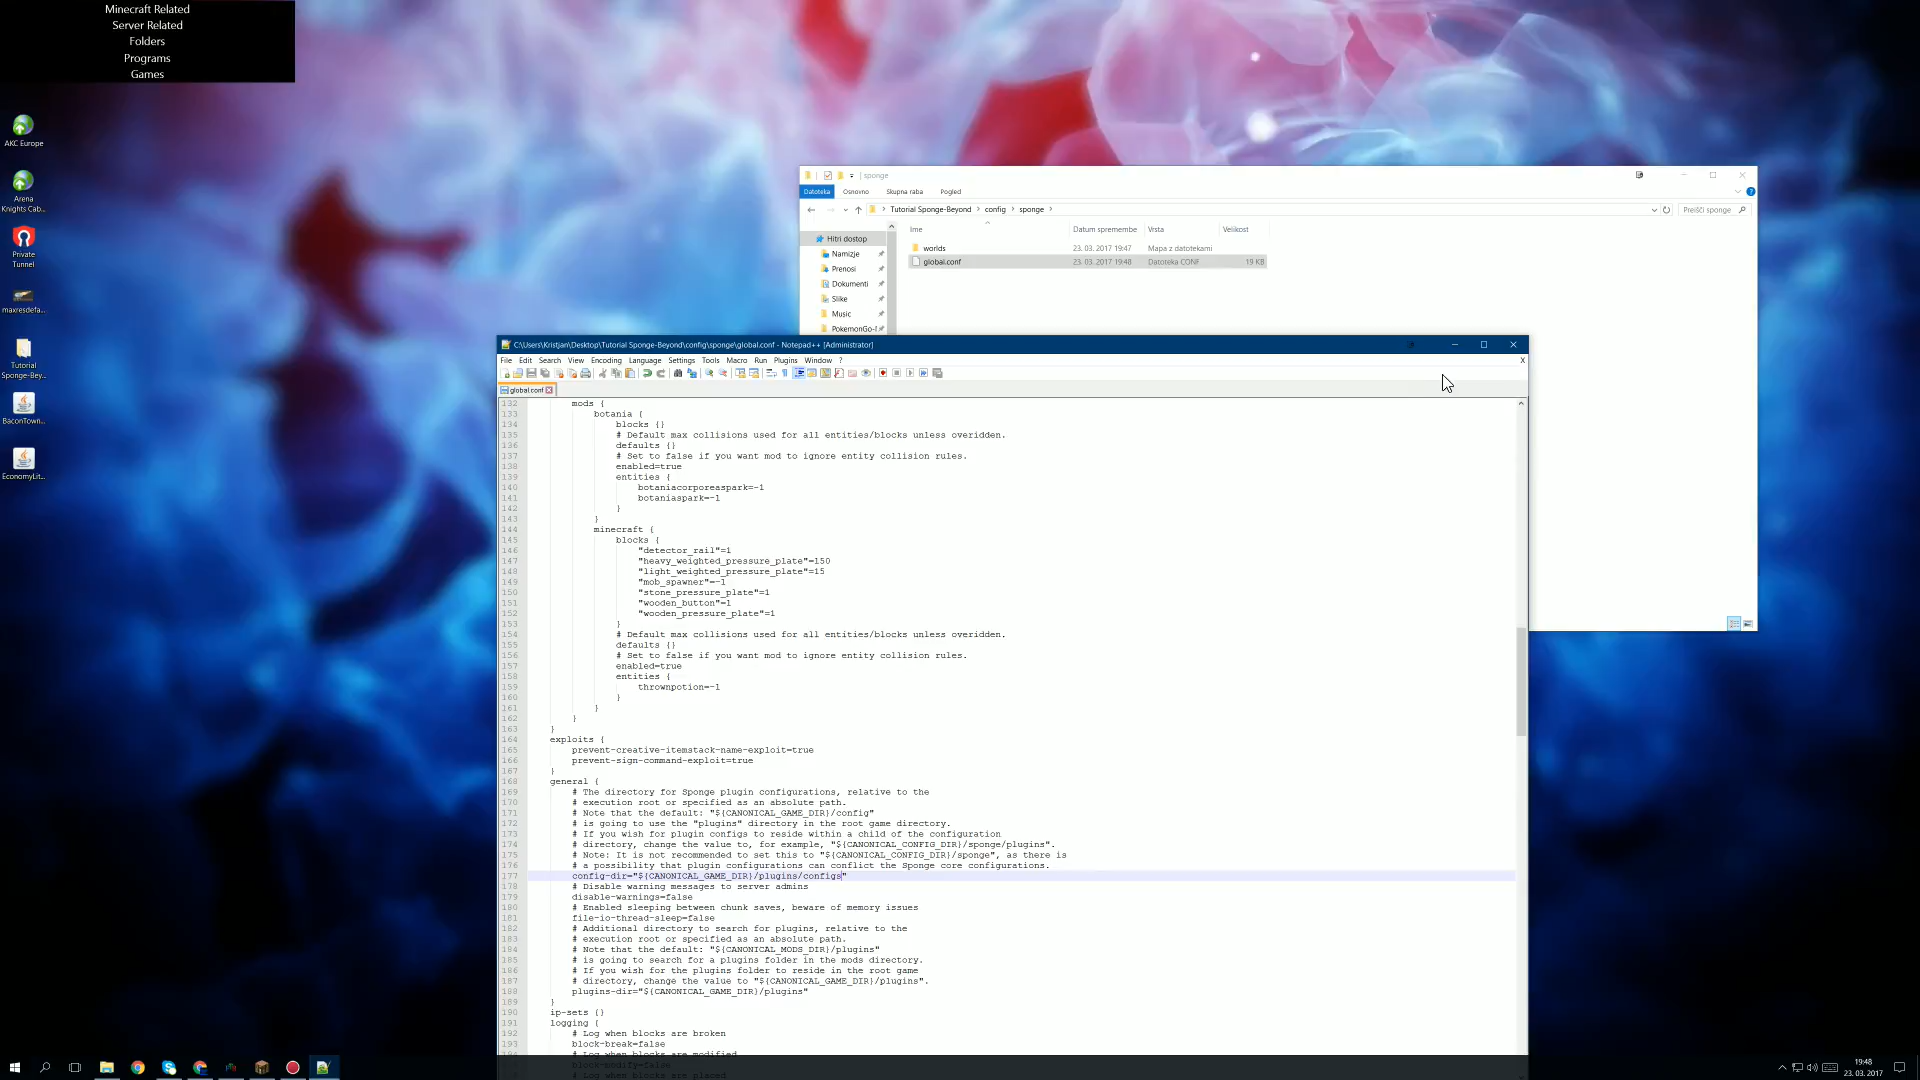 Minecraft Related
Server Related
Folders
Programs
Games
AKC Europe
Arena
Knights Cab...
Private
Tunnel
maxresdefa...
Tutorial
Sponge-Bey...
BaconTown...
EconomyLit...
sponge
Datoteka Osnovno Skupna raba Pogled
Tutorial Sponge-Beyond config sponge
Preišči sponge
Ime Datum spremembe Vrsta Velikost
Hitri dostop
Namizje
Prenosi
Dokumenti
Slike
Music
worlds 23. 03. 2017 19:47 Mapa z datotekami
global.conf 23. 03. 2017 19:48 Datoteka CONF 19 KB
C:\Users\Kristjan\Desktop\Tutorial Sponge-Beyond\config\sponge\global.conf - Notepad++ [Administrator]
File Edit Search View Encoding Language Settings Tools Macro Run Plugins Window ? X
global.conf
132 mods {
133 botania {
134 blocks {}
135 # Default max collisions used for all entities/blocks unless overidden.
136 defaults {}
137 # Set to false if you want mod to ignore entity collision rules.
138 enabled=true
139 entities {
140 botaniacorporeaspark=-1
141 botaniaspark=-1
142 }
143 }
144 minecraft {
145 blocks {
146 "detector_rail"=1
147 "heavy_weighted_pressure_plate"=150
148 "light_weighted_pressure_plate"=15
149 "mob_spawner"=-1
150 "stone_pressure_plate"=1
151 "wooden_button"=1
152 "wooden_pressure_plate"=1
153 }
154 # Default max collisions used for all entities/blocks unless overidden.
155 defaults {}
156 # Set to false if you want mod to ignore entity collision rules.
157 enabled=true
158 entities {
159 thrownpotion=-1
160 }
161 }
162 }
163 }
164 exploits {
165 prevent-creative-itemstack-name-exploit=true
166 prevent-sign-command-exploit=true
167 }
168 general {
169 # The directory for Sponge plugin configurations, relative to the
170 # execution root or specified as an absolute path.
171 # Note that the default: "${CANONICAL_GAME_DIR}/config"
172 # is going to use the "plugins" directory in the root game directory.
173 # If you wish for plugin configs to reside within a child of the configuration
174 # directory, change the value to, for example, "${CANONICAL_CONFIG_DIR}/sponge/plugins".
175 # Note: It is not recommended to set this to "${CANONICAL_CONFIG_DIR}/sponge", as there is
176 # a possibility that plugin configurations can conflict the Sponge core configurations.
177 config-dir="${CANONICAL_GAME_DIR}/plugins/configs"
178 # Disable warning messages to server admins
179 disable-warnings=false
180 # Enabled sleeping between chunk saves, beware of memory issues
181 file-io-thread-sleep=false
182 # Additional directory to search for plugins, relative to the
183 # execution root or specified as an absolute path.
184 # Note that the default: "${CANONICAL_MODS_DIR}/plugins"
185 # is going to search for a plugins folder in the mods directory.
186 # If you wish for the plugins folder to reside in the root game
187 # directory, change the value to "${CANONICAL_GAME_DIR}/plugins".
188 plugins-dir="${CANONICAL_GAME_DIR}/plugins"
189 }
190 ip-sets {}
191 logging {
192 # Log when blocks are broken
193 block-break=false
19:48
23. 03. 2017